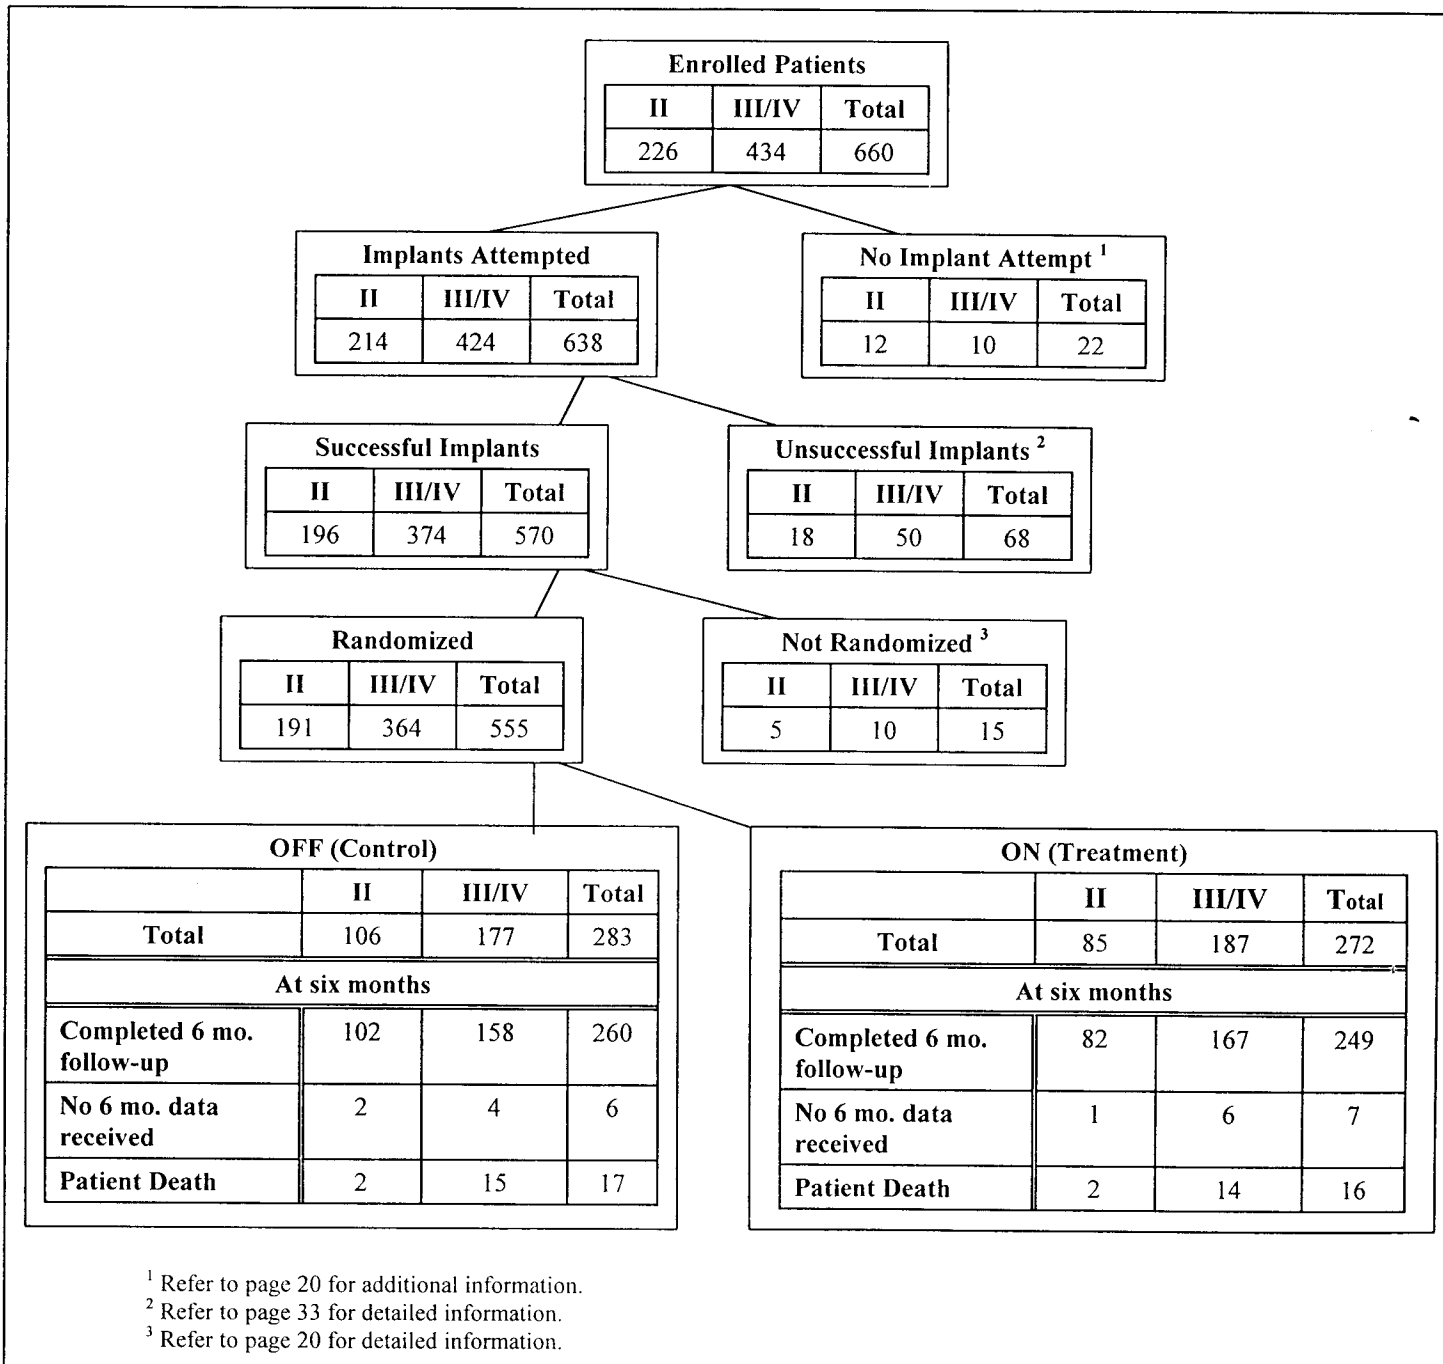 Enrolled Patients
II III/IV Total
226 434 660
Implants Attempted
II III/IV Total
214 424 638
No Implant Attempt 1
II III/IV Total
12 10 22
Successful Implants
II III/IV Total
196 374 570
Unsuccessful Implants 2
II III/IV Total
18 50 68
Randomized
II III/IV Total
191 364 555
Not Randomized 3
II III/IV Total
5 10 15
OFF (Control)
II III/IV Total
Total 106 177 283
At six months
Completed 6 mo. 102 158 260
follow-up
No 6 mo. data 2 4 6
received
Patient Death 2 15 17
ON (Treatment)
II III/IV Total
Total 85 187 272
At six months
Completed 6 mo. 82 167 249
follow-up
No 6 mo. data 1 6 7
received
Patient Death 2 14 16
1 Refer to page 20 for additional information.
2 Refer to page 33 for detailed information.
3 Refer to page 20 for detailed information.